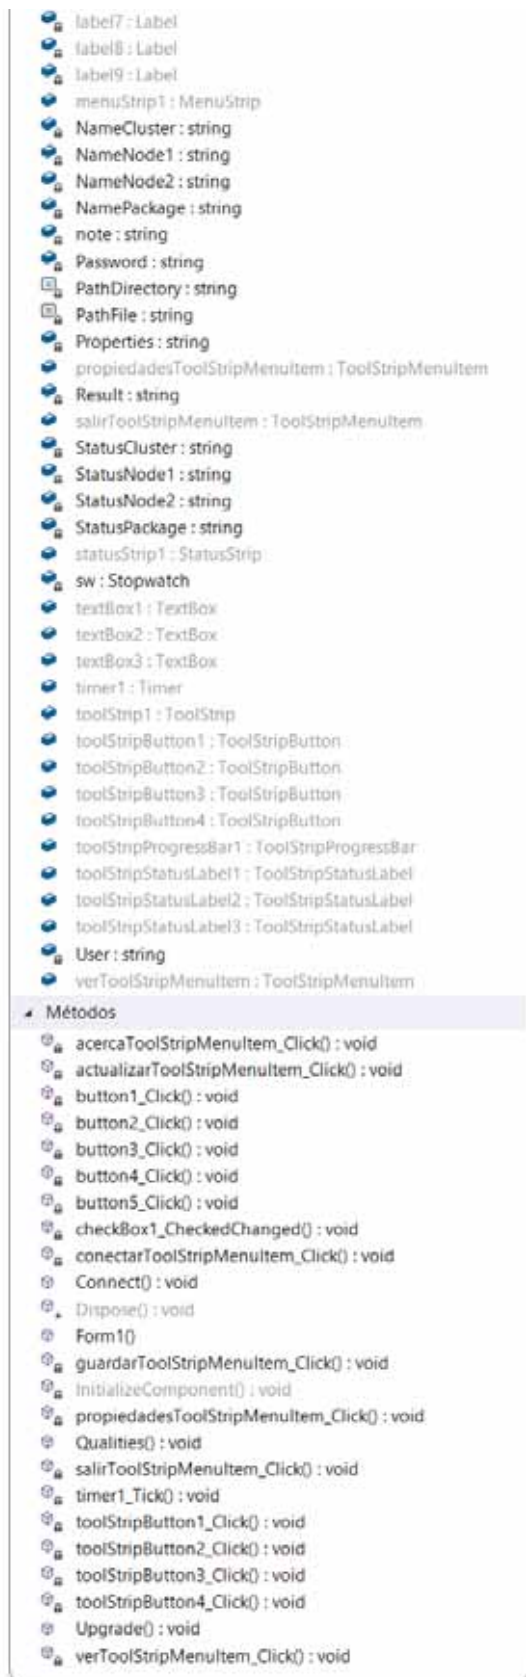 label7 : Label
label8 : Label
label9 : Label
menuStrip1 : MenuStrip
NameCluster : string
NameNode1 : string
NameNode2 : string
NamePackage : string
note : string
Password : string
PathDirectory : string
PathFile : string
Properties : string
propiedadesToolStripMenuItem : ToolStripMenuItem
Result : string
salirToolStripMenuItem : ToolStripMenuItem
StatusCluster : string
StatusNode1 : string
StatusNode2 : string
StatusPackage : string
statusStrip1 : StatusStrip
sw : Stopwatch
textBox1 : TextBox
textBox2 : TextBox
textBox3 : TextBox
timer1 : Timer
toolStrip1 : ToolStrip
toolStripButton1 : ToolStripButton
toolStripButton2 : ToolStripButton
toolStripButton3 : ToolStripButton
toolStripButton4 : ToolStripButton
toolStripProgressBar1 : ToolStripProgressBar
toolStripStatusLabel1 : ToolStripStatusLabel
toolStripStatusLabel2 : ToolStripStatusLabel
toolStripStatusLabel3 : ToolStripStatusLabel
User : string
verToolStripMenuItem : ToolStripMenuItem
Métodos
acercaToolStripMenuItem_Click() : void
actualizarToolStripMenuItem_Click() : void
button1_Click() : void
button2_Click() : void
button3_Click() : void
button4_Click() : void
button5_Click() : void
checkBox1_CheckedChanged() : void
conectarToolStripMenuItem_Click() : void
Connect() : void
Dispose() : void
Form1()
guardarToolStripMenuItem_Click() : void
InitializeComponent() : void
propiedadesToolStripMenuItem_Click() : void
Qualities() : void
salirToolStripMenuItem_Click() : void
timer1_Tick() : void
toolStripButton1_Click() : void
toolStripButton2_Click() : void
toolStripButton3_Click() : void
toolStripButton4_Click() : void
Upgrade() : void
verToolStripMenuItem_Click() : void